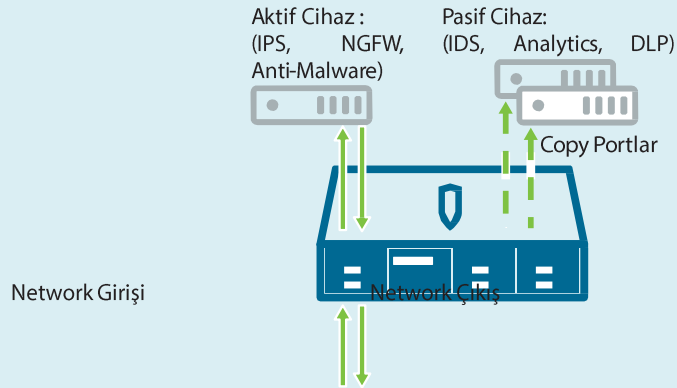 Aktif Cihaz :
(IPS, NGFW,
Anti-Malware)
Pasif Cihaz:
(IDS, Analytics, DLP)
Copy Portlar
Network Girişi
Network Çıkış